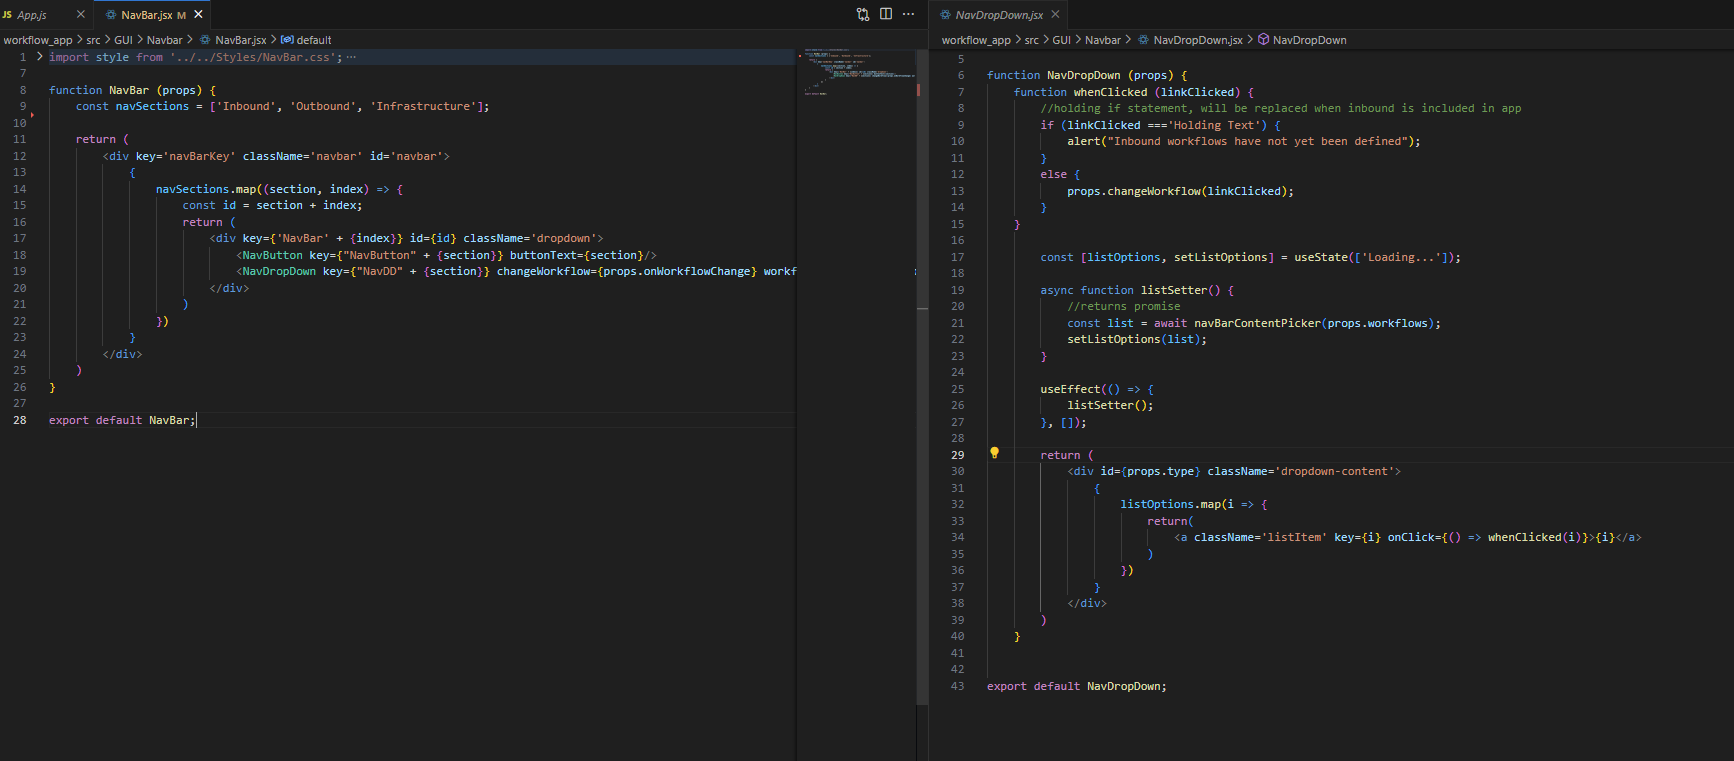 JS App.js
NavBar.jsx M
workflow_app > src > GUI > Navbar > NavBar.jsx > default
1 import style from '../../Styles/NavBar.css';
7
8 function NavBar (props) {
9 const navSections = ['Inbound', 'Outbound', 'Infrastructure'];
10
11 return (
12 <div key='navBarKey' className='navbar' id='navbar'>
13 {
14 navSections.map((section, index) => {
15 const id = section + index;
16 return (
17 <div key={'NavBar' + {index}} id={id} className='dropdown'>
18 <NavButton key={"NavButton" + {section}} buttonText={section}/>
19 <NavDropDown key={"NavDD" + {section}} changeWorkflow={props.onWorkflowChange} workf
20 </div>
21 )
22 })
23 }
24 </div>
25 )
26 }
27
28 export default NavBar;
NavDropDown.jsx
workflow_app > src > GUI > Navbar > NavDropDown.jsx > NavDropDown
5
6 function NavDropDown (props) {
7 function whenClicked (linkClicked) {
8 //holding if statement, will be replaced when inbound is included in app
9 if (linkClicked ==='Holding Text') {
10 alert("Inbound workflows have not yet been defined");
11 }
12 else {
13 props.changeWorkflow(linkClicked);
14 }
15 }
16
17 const [listOptions, setListOptions] = useState(['Loading...']);
18
19 async function listSetter() {
20 //returns promise
21 const list = await navBarContentPicker(props.workflows);
22 setListOptions(list);
23 }
24
25 useEffect(() => {
26 listSetter();
27 }, []);
28
29 return (
30 <div id={props.type} className='dropdown-content'>
31 {
32 listOptions.map(i => {
33 return(
34 <a className='listItem' key={i} onClick={() => whenClicked(i)}>{i}</a>
35 )
36 })
37 }
38 </div>
39 )
40 }
41
42
43 export default NavDropDown;